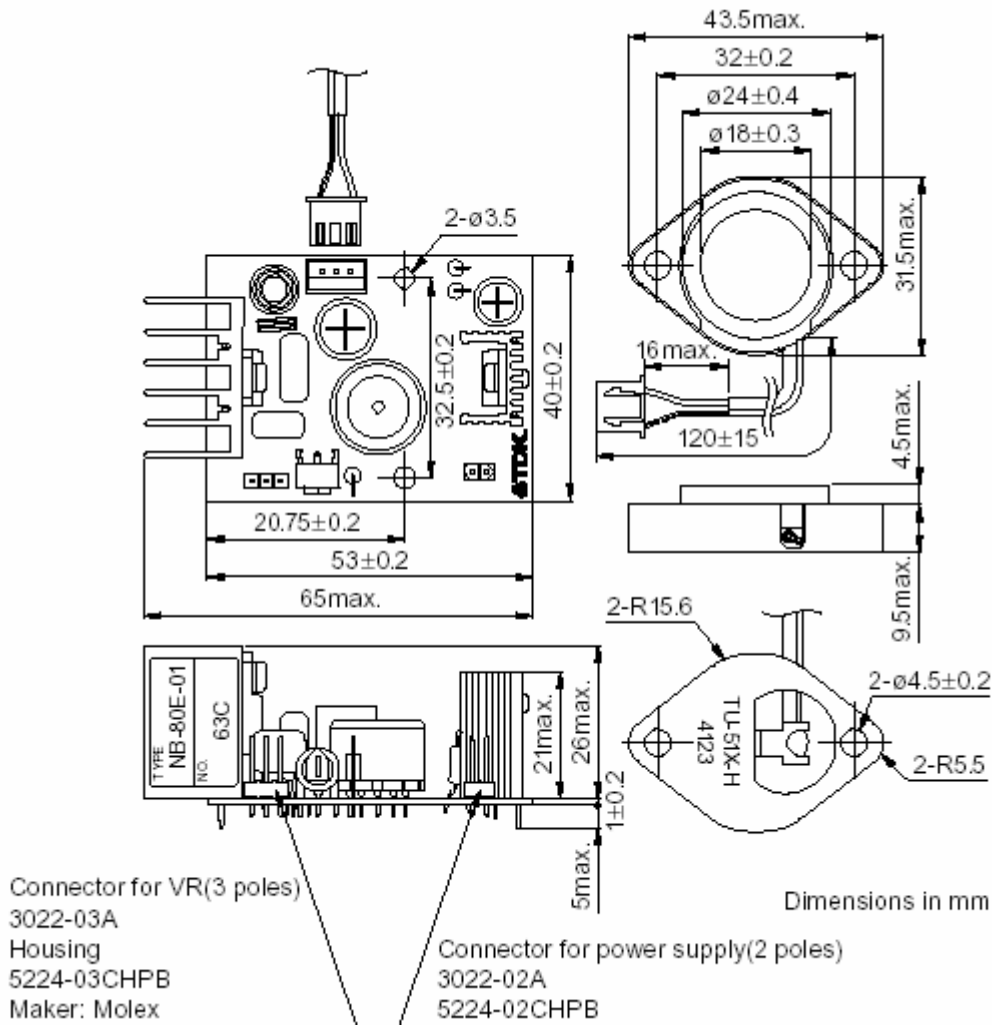 43.5max.
32±0.2
ø24±0.4
ø18±0.3
2-ø3.5
31.5max.
32.5±0.2
40±0.2
16max.
120±15
4.5max.
⚡TDK
20.75±0.2
53±0.2
65max.
9.5max.
2-R15.6
2-ø4.5±0.2
TYPE
NB-80E-01
NO.
63C
21max.
26max.
1±0.2
5max.
TU-51X-H
4123
2-R5.5
Dimensions in mm
Connector for VR(3 poles)
3022-03A
Housing
5224-03CHPB
Maker: Molex
Connector for power supply(2 poles)
3022-02A
5224-02CHPB